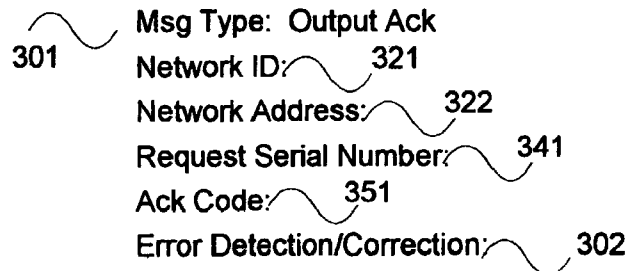 301 Msg Type: Output Ack
Network ID: 321
Network Address: 322
Request Serial Number: 341
Ack Code: 351
Error Detection/Correction: 302